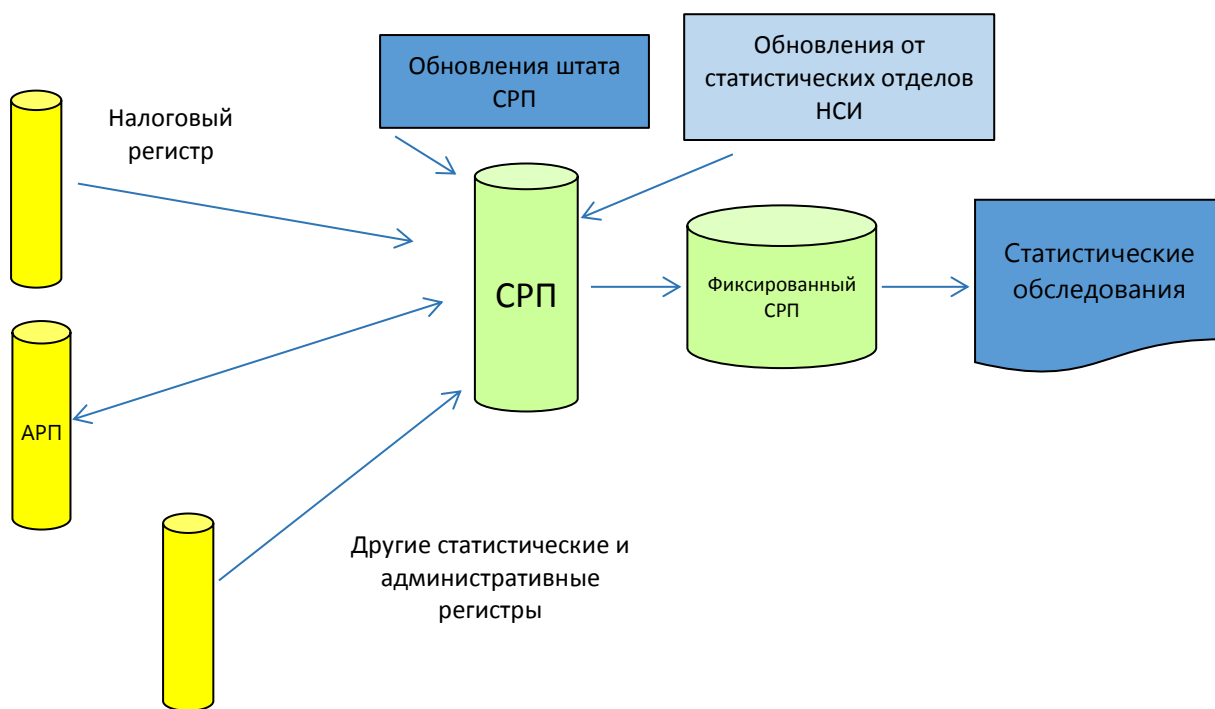 Обновления штата
СРП
Обновления от
статистических отделов
НСИ
Налоговый
регистр
СРП
Фиксированный
СРП
Статистические
обследования
АРП
Другие статистические и
административные
регистры